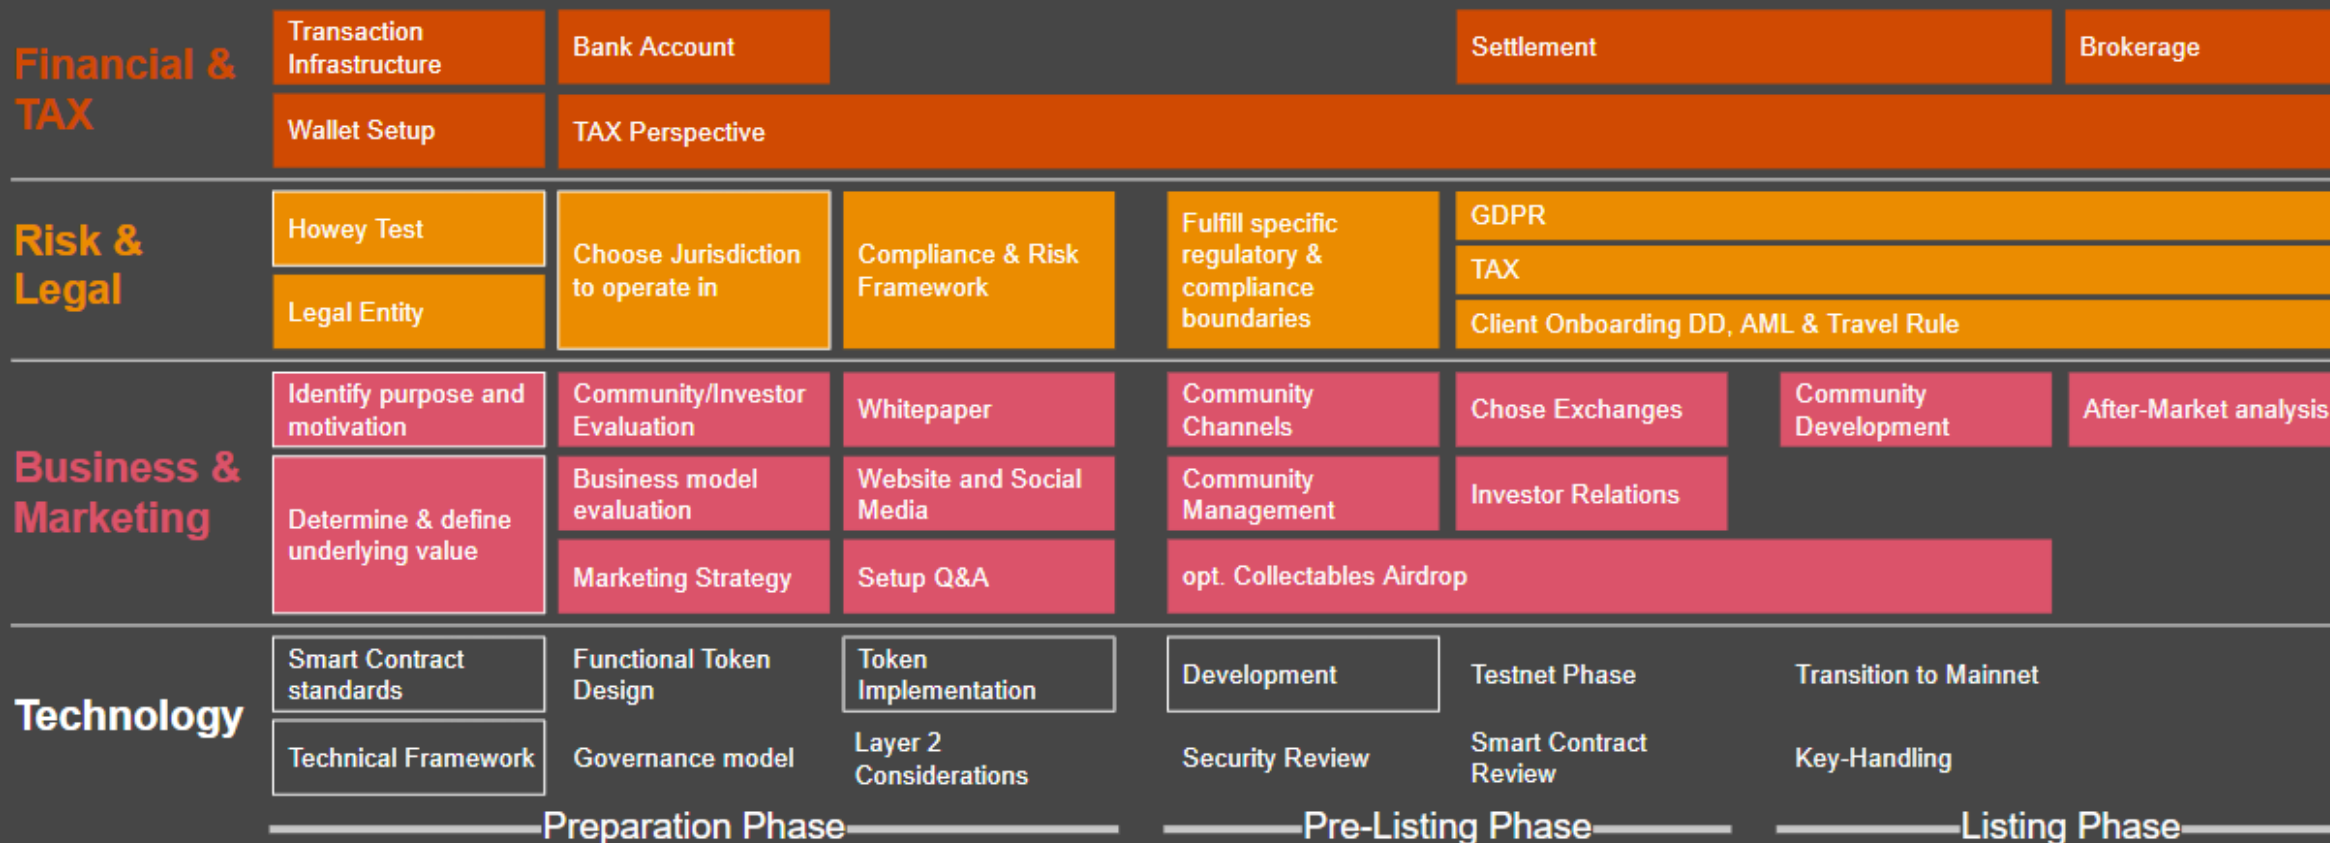 Financial &
TAX
Transaction
Infrastructure
Bank Account
Settlement
Brokerage
Wallet Setup
TAX Perspective
Risk &
Legal
Howey Test
Legal Entity
Choose Jurisdiction
to operate in
Compliance & Risk
Framework
Fulfill specific
regulatory &
compliance
boundaries
GDPR
TAX
Client Onboarding DD, AML & Travel Rule
Business &
Marketing
Identify purpose and
motivation
Community/Investor
Evaluation
Whitepaper
Community
Channels
Chose Exchanges
Community
Development
After-Market analysis
Determine & define
underlying value
Business model
evaluation
Website and Social
Media
Community
Management
Investor Relations
Marketing Strategy
Setup Q&A
opt. Collectables Airdrop
Technology
Smart Contract
standards
Functional Token
Design
Token
Implementation
Development
Testnet Phase
Transition to Mainnet
Technical Framework
Governance model
Layer 2
Considerations
Security Review
Smart Contract
Review
Key-Handling
Preparation Phase
Pre-Listing Phase
Listing Phase